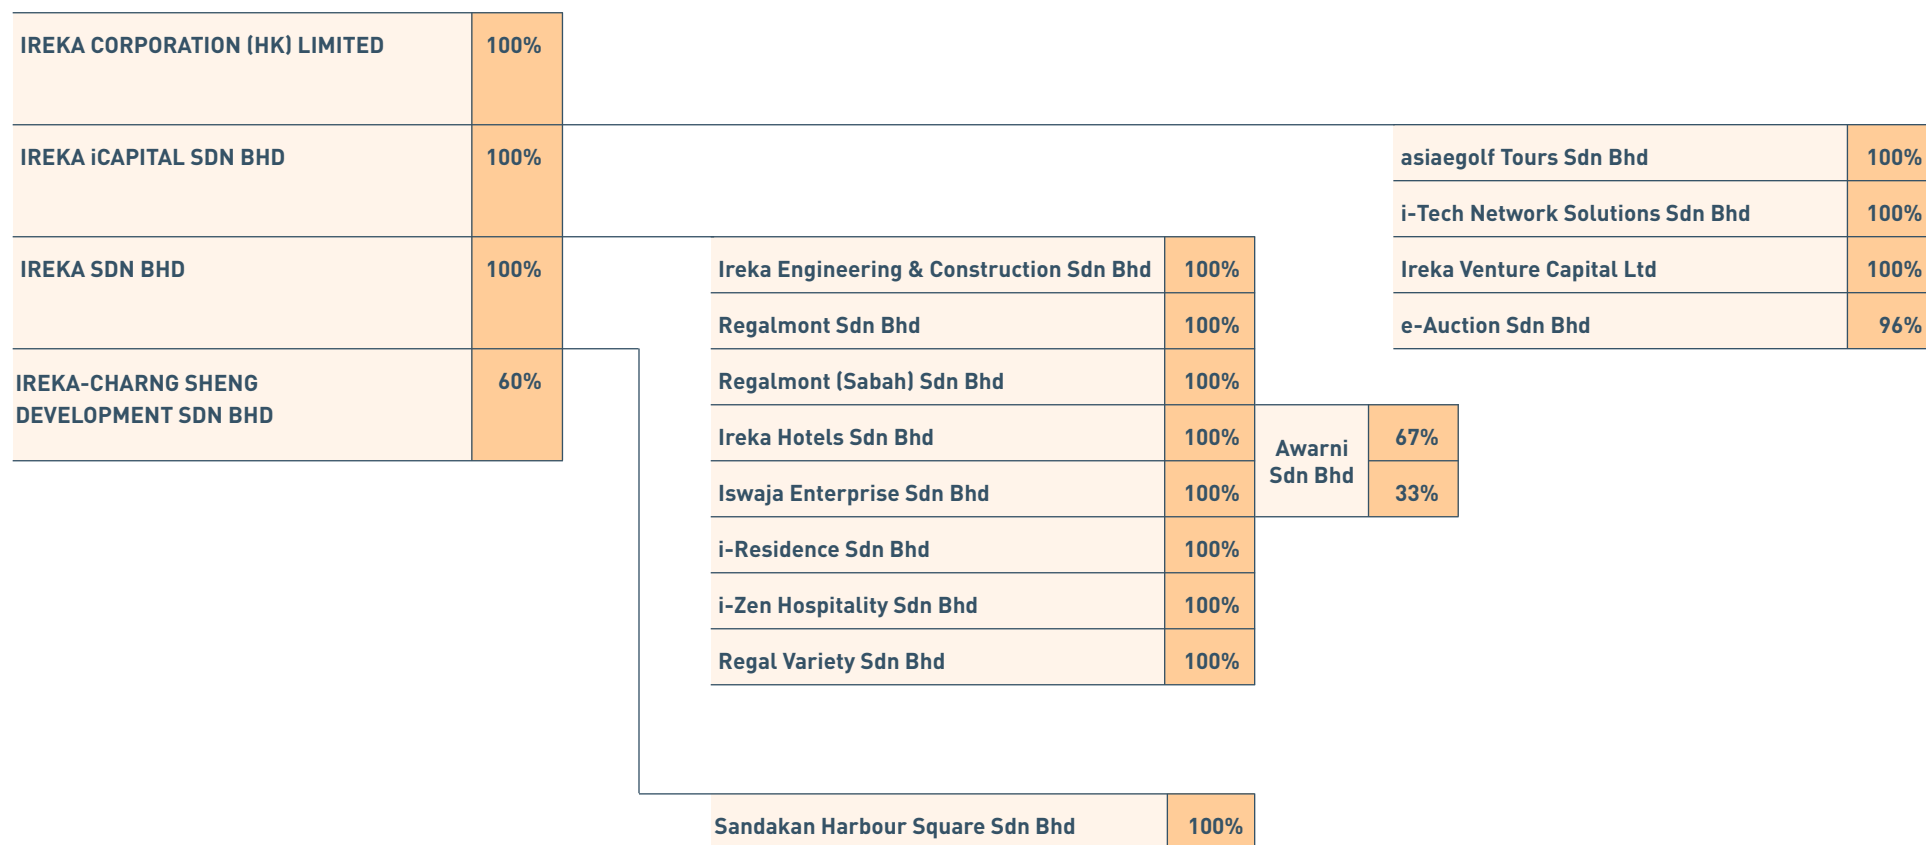 IREKA CORPORATION (HK) LIMITED 100%
IREKA iCAPITAL SDN BHD 100%
IREKA SDN BHD 100%
IREKA-CHARNG SHENG
DEVELOPMENT SDN BHD
60%
asiaegolf Tours Sdn Bhd 100%
i-Tech Network Solutions Sdn Bhd 100%
Ireka Venture Capital Ltd 100%
e-Auction Sdn Bhd 96%
Ireka Engineering & Construction Sdn Bhd 100%
Regalmont Sdn Bhd 100%
Regalmont (Sabah) Sdn Bhd 100%
Ireka Hotels Sdn Bhd 100%
Iswaja Enterprise Sdn Bhd 100%
i-Residence Sdn Bhd 100%
i-Zen Hospitality Sdn Bhd 100%
Regal Variety Sdn Bhd 100%
Awarni
Sdn Bhd
67%
33%
Sandakan Harbour Square Sdn Bhd 100%